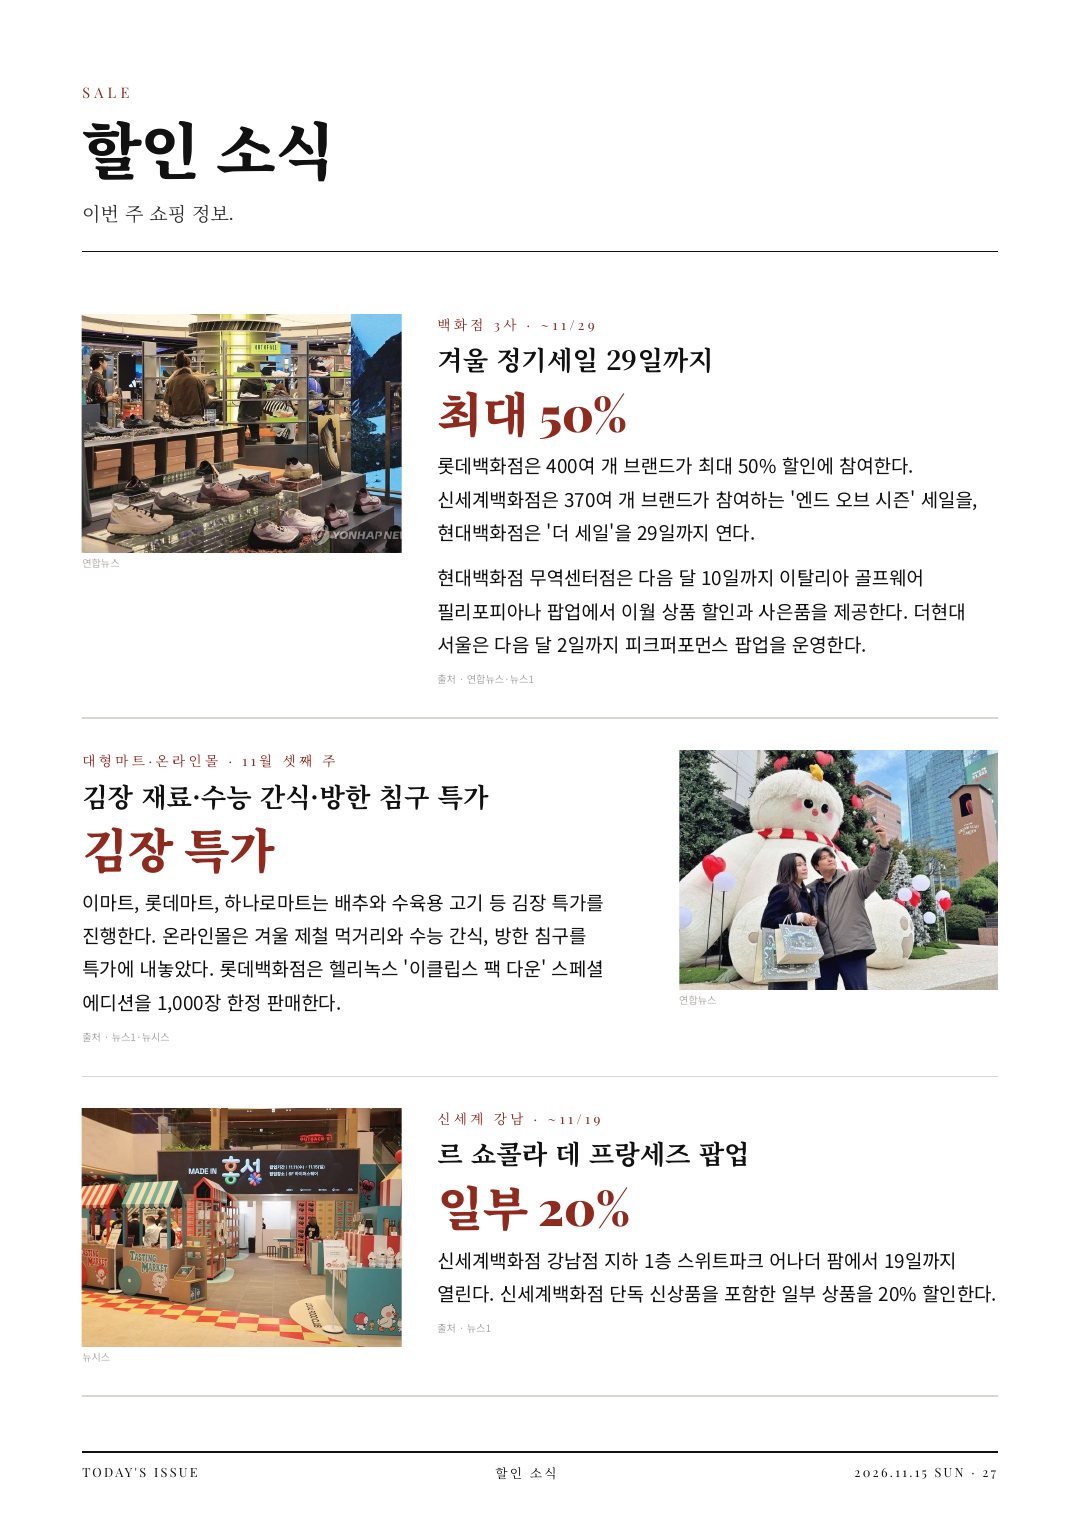 SALE
할인 소식
이번 주 쇼핑 정보.
OUT OF ALL
YONHAPNEW
연합뉴스
백화점 3사 · ~11/29
겨울 정기세일 29일까지
최대 50%
롯데백화점은 400여 개 브랜드가 최대 50% 할인에 참여한다.
신세계백화점은 370여 개 브랜드가 참여하는 '엔드 오브 시즌' 세일을,
현대백화점은 '더 세일'을 29일까지 연다.
현대백화점 무역센터점은 다음 달 10일까지 이탈리아 골프웨어
필리포피아나 팝업에서 이월 상품 할인과 사은품을 제공한다. 더현대
서울은 다음 달 2일까지 피크퍼포먼스 팝업을 운영한다.
출처 · 연합뉴스·뉴스1
대형마트·온라인몰 · 11월 셋째 주
김장 재료·수능 간식·방한 침구 특가
김장 특가
이마트, 롯데마트, 하나로마트는 배추와 수육용 고기 등 김장 특가를
진행한다. 온라인몰은 겨울 제철 먹거리와 수능 간식, 방한 침구를
특가에 내놓았다. 롯데백화점은 헬리녹스 '이클립스 팩 다운' 스페셜
에디션을 1,000장 한정 판매한다.
출처 · 뉴스1·뉴시스
연합뉴스
OUTBACK
MADE IN 홍성
TASTING MARKET
TASTING MARKET
뉴시스
신세계 강남 · ~11/19
르 쇼콜라 데 프랑세즈 팝업
일부 20%
신세계백화점 강남점 지하 1층 스위트파크 어나더 팜에서 19일까지
열린다. 신세계백화점 단독 신상품을 포함한 일부 상품을 20% 할인한다.
출처 · 뉴스1
TODAY'S ISSUE
할인 소식
2026.11.15 SUN · 27